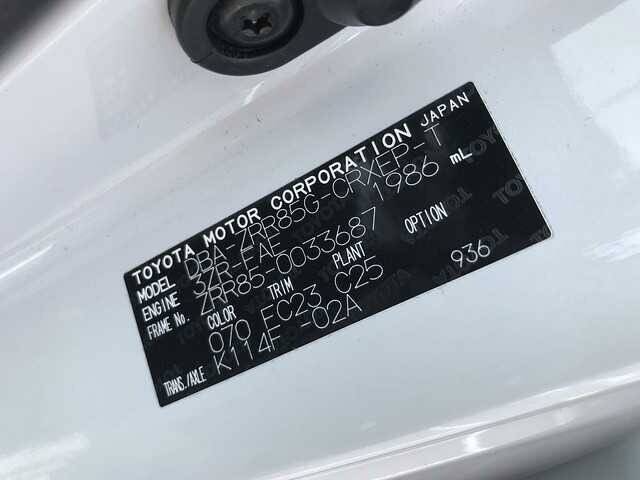 TOYOTA MOTOR CORPORATION JAPAN
MODEL DBA-ZRR85G-CRXEP-T
ENGINE 3ZR-FAE 1986 mL
FRAME No. ZRR85-0033687
COLOR TRIM PLANT OPTION
070 FC23 C25 936
TRANS./AXLE K114F -02A